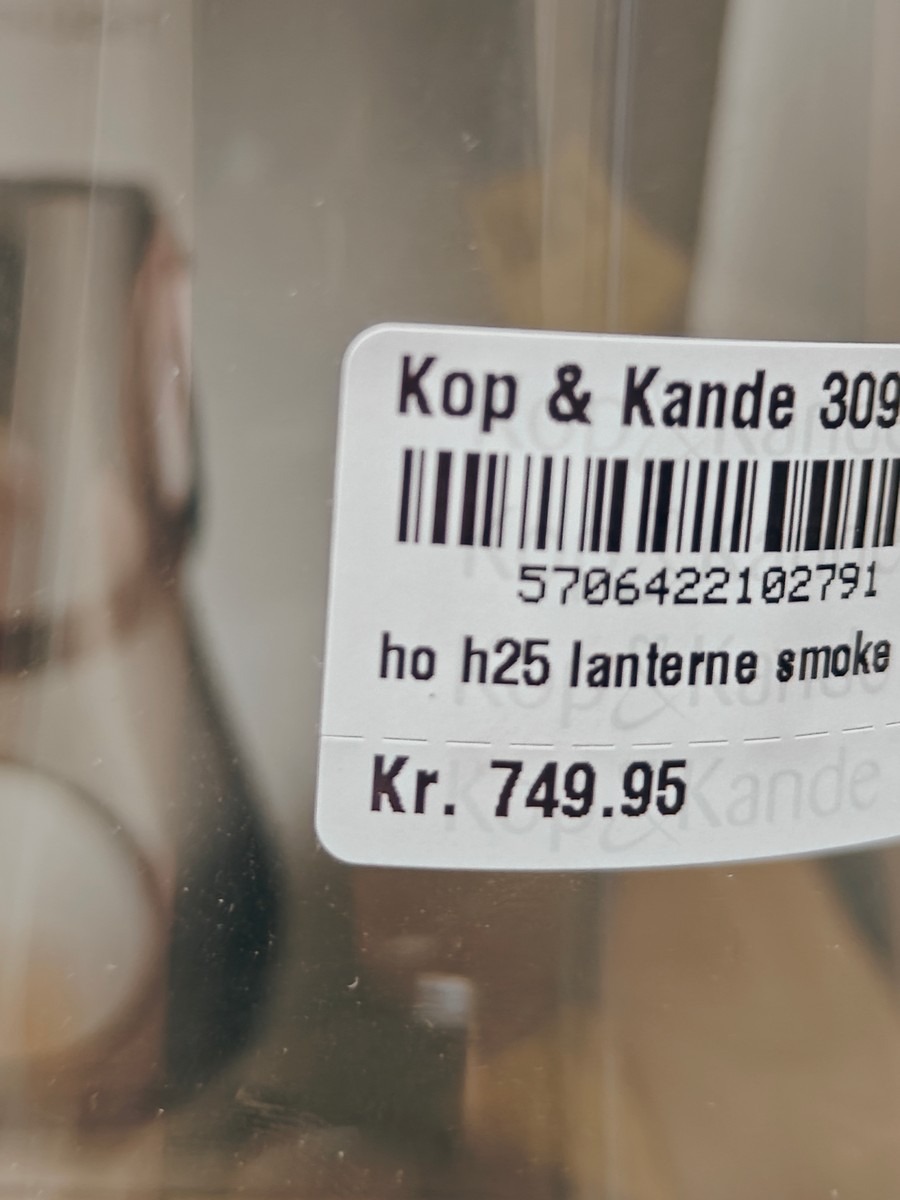 Kop & Kande 309
5706422102791
ho h25 lanterne smoke
Kr. 749.95